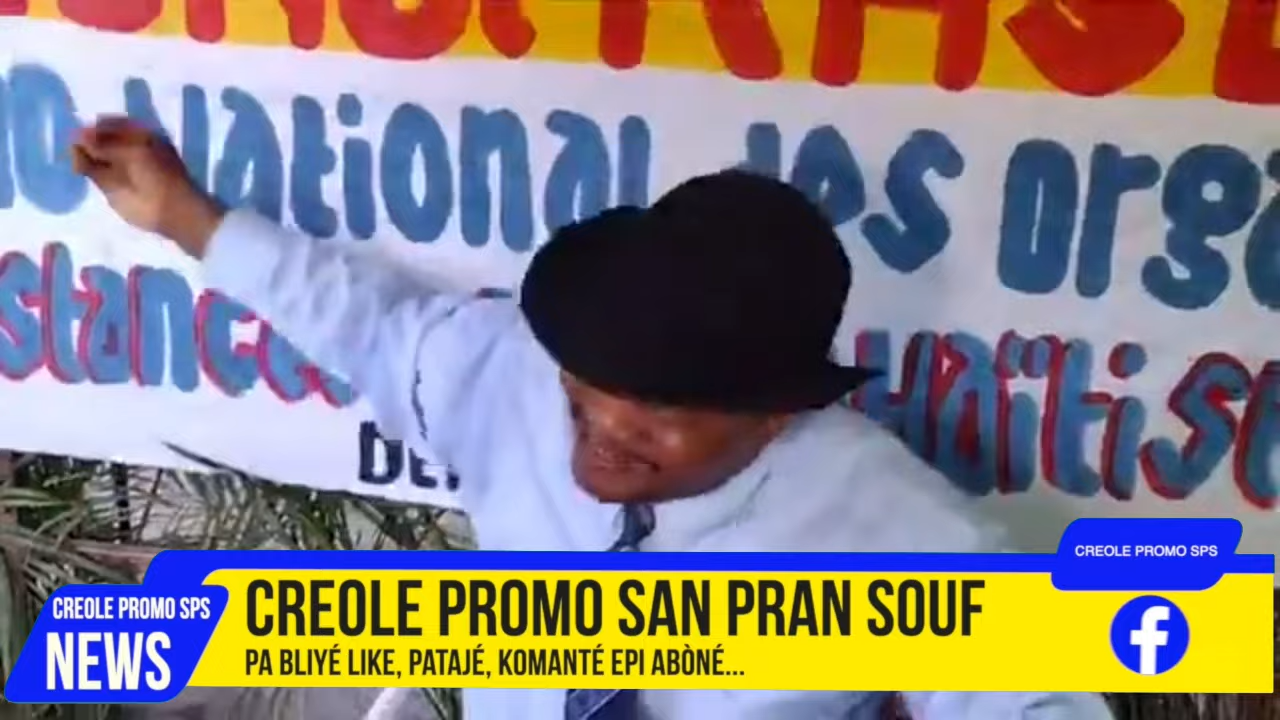 National des orga
stance
Haïtis
CREOLE PROMO SPS
CREOLE PROMO SPS
NEWS
CREOLE PROMO SAN PRAN SOUF
PA BLIYÉ LIKE, PATAJÉ, KOMANTÉ EPI ABÒNÉ...
f